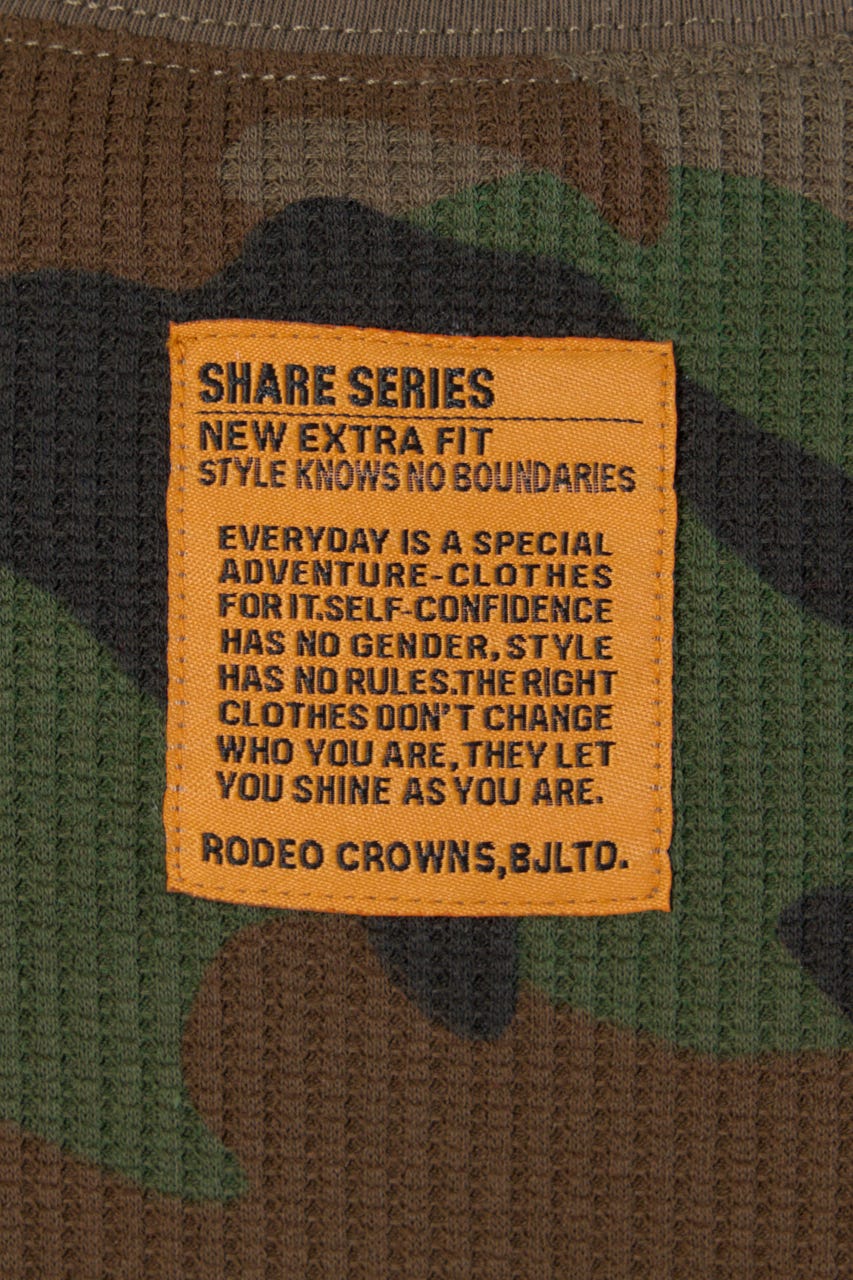 SHARE SERIES
NEW EXTRA FIT
STYLE KNOWS NO BOUNDARIES
EVERYDAY IS A SPECIAL
ADVENTURE-CLOTHES
FOR IT.SELF-CONFIDENCE
HAS NO GENDER, STYLE
HAS NO RULES.THE RIGHT
CLOTHES DON'T CHANGE
WHO YOU ARE, THEY LET
YOU SHINE AS YOU ARE.
RODEO CROWNS,BJLTD.